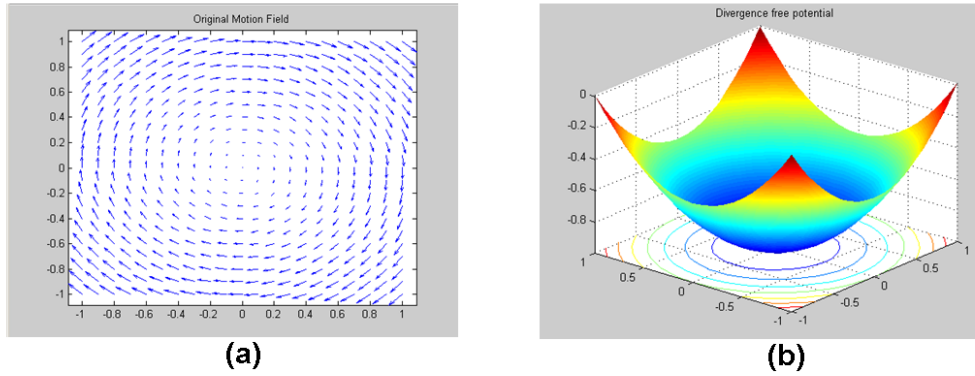 Original Motion Field
1
0.8
0.6
0.4
0.2
0
-0.2
-0.4
-0.6
-0.8
-1
-1 -0.8 -0.6 -0.4 -0.2 0 0.2 0.4 0.6 0.8 1
(a)
Divergence free potential
0
-0.2
-0.4
-0.6
-0.8
1 0.5 0 -0.5 -1
-1 -0.5 0 0.5 1
(b)